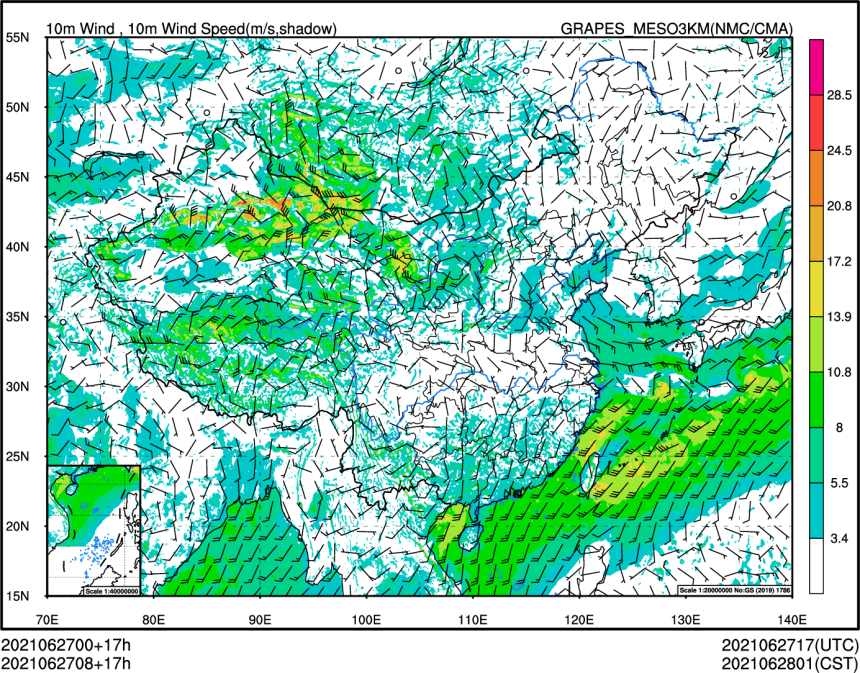 10m Wind , 10m Wind Speed(m/s,shadow) GRAPES_MESO3KM(NMC/CMA)
55N
50N
45N
40N
35N
30N
25N
20N
15N
28.5
24.5
20.8
17.2
13.9
10.8
8
5.5
3.4
Scale 1:40000000
Scale 1:20000000 No:GS (2019) 1786
70E 80E 90E 100E 110E 120E 130E 140E
2021062700+17h 2021062717(UTC)
2021062708+17h 2021062801(CST)